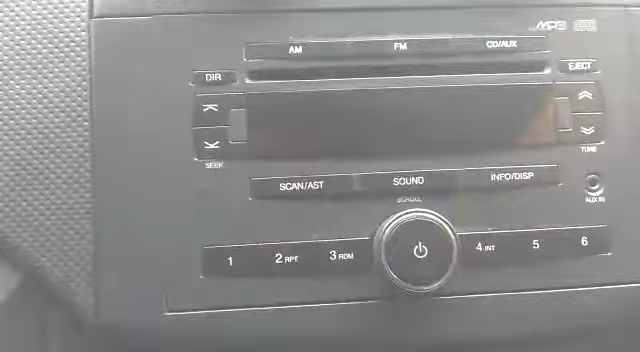 MP3
AM FM CD/AUX
DIR EJECT
SEEK TUNE
SCAN/AST SOUND INFO/DISP
SCROLL AUX IN
1 2 RPT 3 RDM 4 INT 5 6